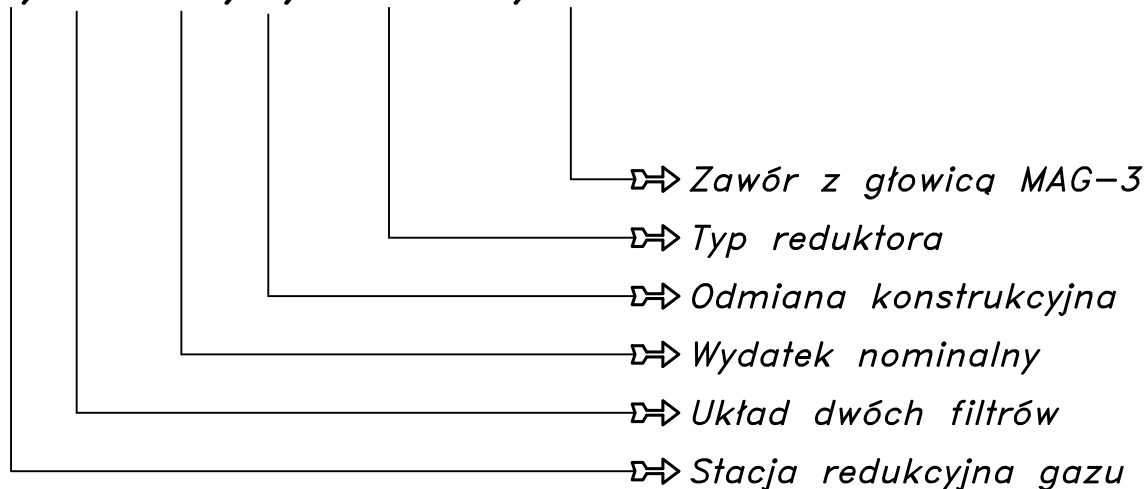 Zawór z głowicą MAG-3
Typ reduktora
Odmiana konstrukcyjna
Wydatek nominalny
Układ dwóch filtrów
Stacja redukcyjna gazu